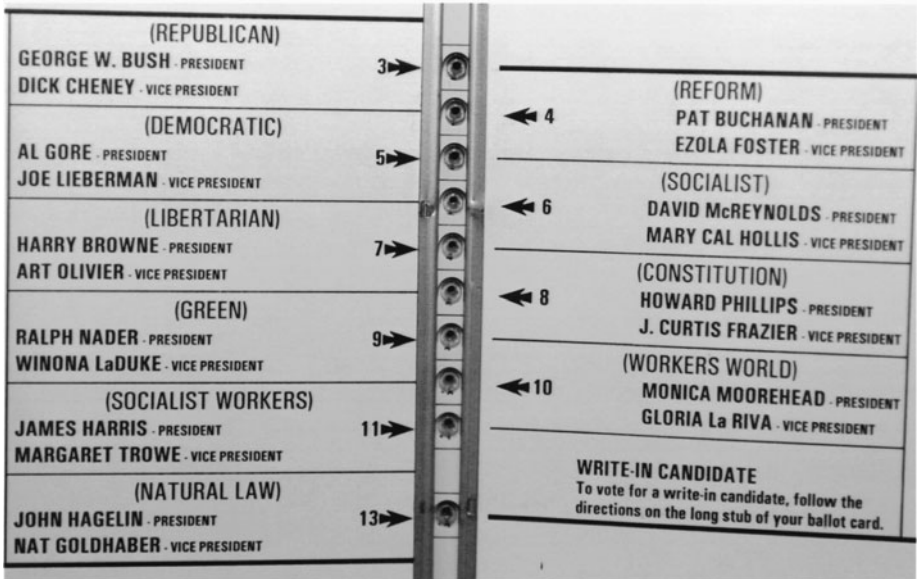 (REPUBLICAN)
GEORGE W. BUSH - PRESIDENT
DICK CHENEY - VICE PRESIDENT
3
(DEMOCRATIC)
AL GORE - PRESIDENT
JOE LIEBERMAN - VICE PRESIDENT
5
(LIBERTARIAN)
HARRY BROWNE - PRESIDENT
ART OLIVIER - VICE PRESIDENT
7
(GREEN)
RALPH NADER - PRESIDENT
WINONA LaDUKE - VICE PRESIDENT
9
(SOCIALIST WORKERS)
JAMES HARRIS - PRESIDENT
MARGARET TROWE - VICE PRESIDENT
11
(NATURAL LAW)
JOHN HAGELIN - PRESIDENT
NAT GOLDHABER - VICE PRESIDENT
13
(REFORM)
4
PAT BUCHANAN - PRESIDENT
EZOLA FOSTER - VICE PRESIDENT
(SOCIALIST)
6
DAVID McREYNOLDS - PRESIDENT
MARY CAL HOLLIS - VICE PRESIDENT
(CONSTITUTION)
8
HOWARD PHILLIPS - PRESIDENT
J. CURTIS FRAZIER - VICE PRESIDENT
(WORKERS WORLD)
10
MONICA MOOREHEAD - PRESIDENT
GLORIA La RIVA - VICE PRESIDENT
WRITE-IN CANDIDATE
To vote for a write-in candidate, follow the
directions on the long stub of your ballot card.